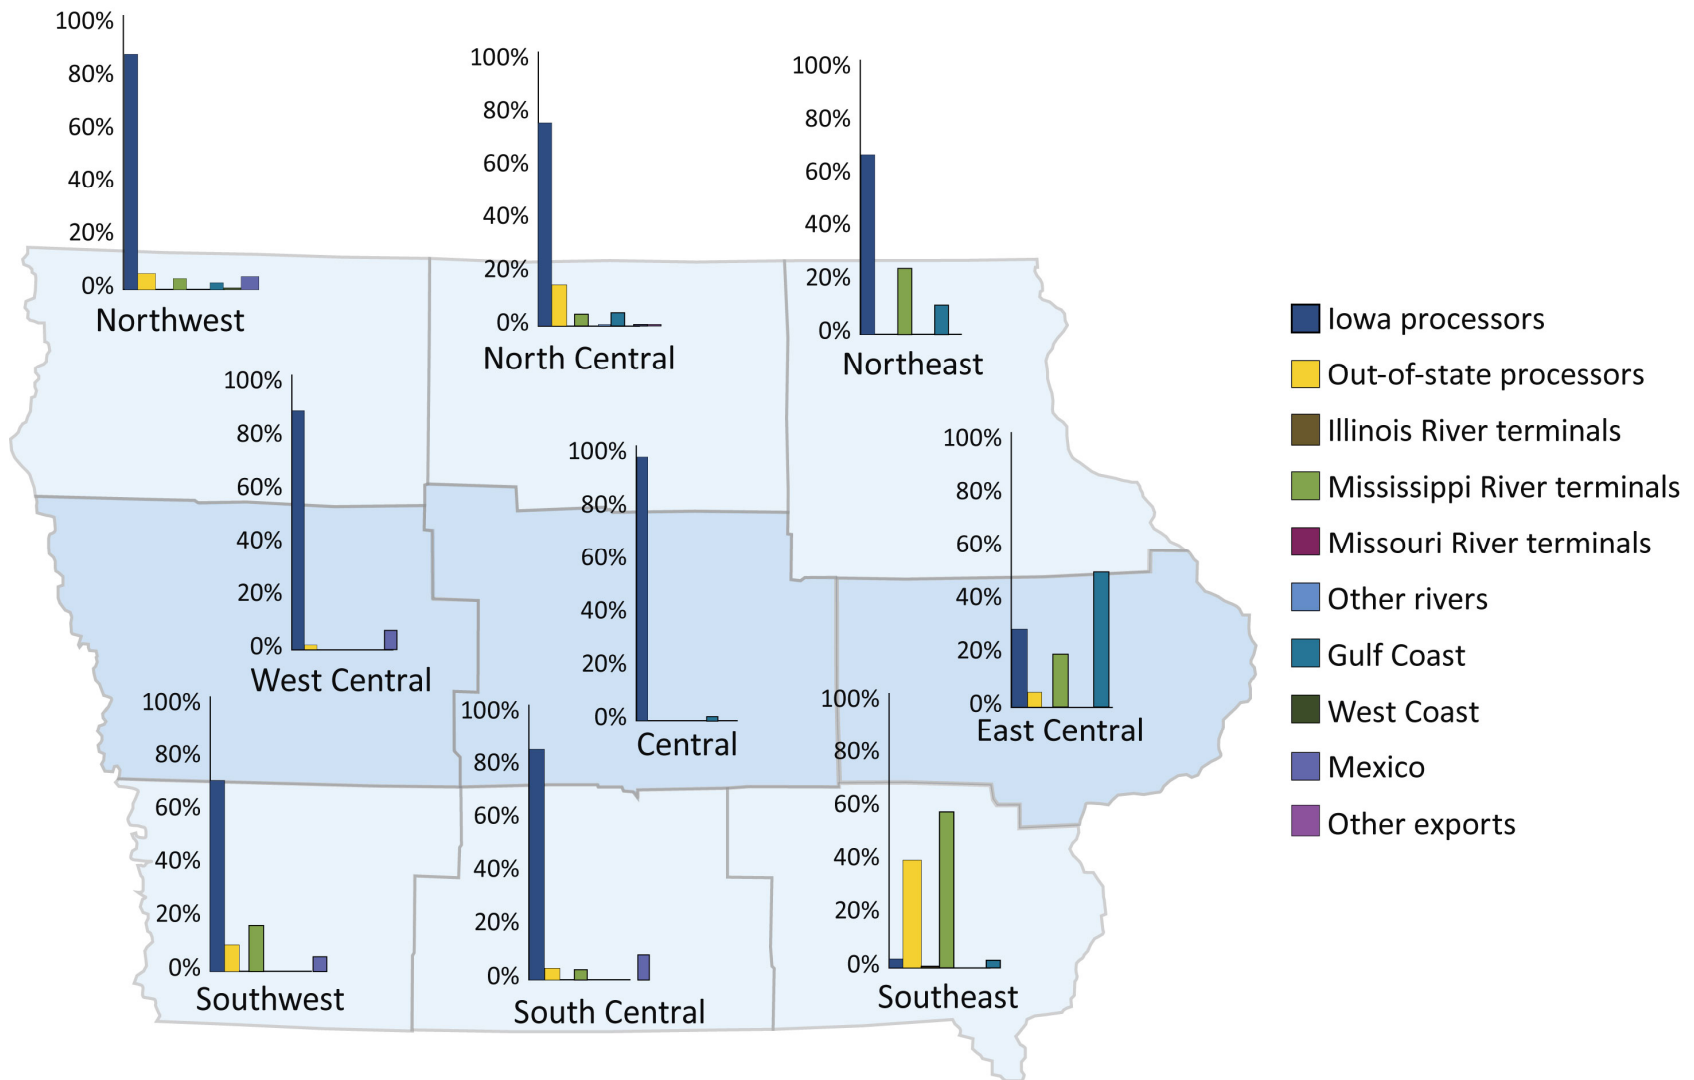 100%
80%
60%
40%
20%
0%
Northwest
100%
80%
60%
40%
20%
0%
North Central
100%
80%
60%
40%
20%
0%
Northeast
100%
80%
60%
40%
20%
0%
West Central
100%
80%
60%
40%
20%
0%
Central
100%
80%
60%
40%
20%
0%
East Central
100%
80%
60%
40%
20%
0%
Southwest
100%
80%
60%
40%
20%
0%
South Central
100%
80%
60%
40%
20%
0%
Southeast
Iowa processors
Out-of-state processors
Illinois River terminals
Mississippi River terminals
Missouri River terminals
Other rivers
Gulf Coast
West Coast
Mexico
Other exports